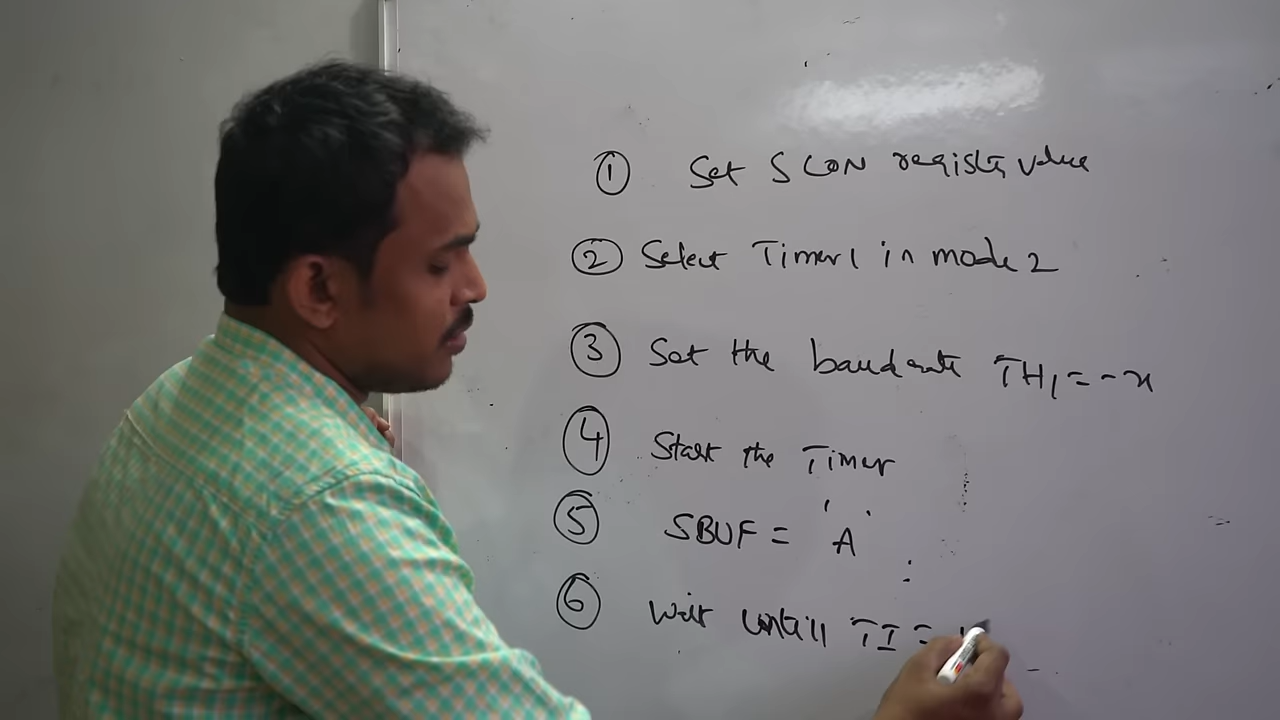 ① Set SCON register value
② Select Timer1 in mode 2
③ Set the baudrate TH1 = -x
④ Start the Timer
⑤ SBUF = 'A'
⑥ Wait untill TI =